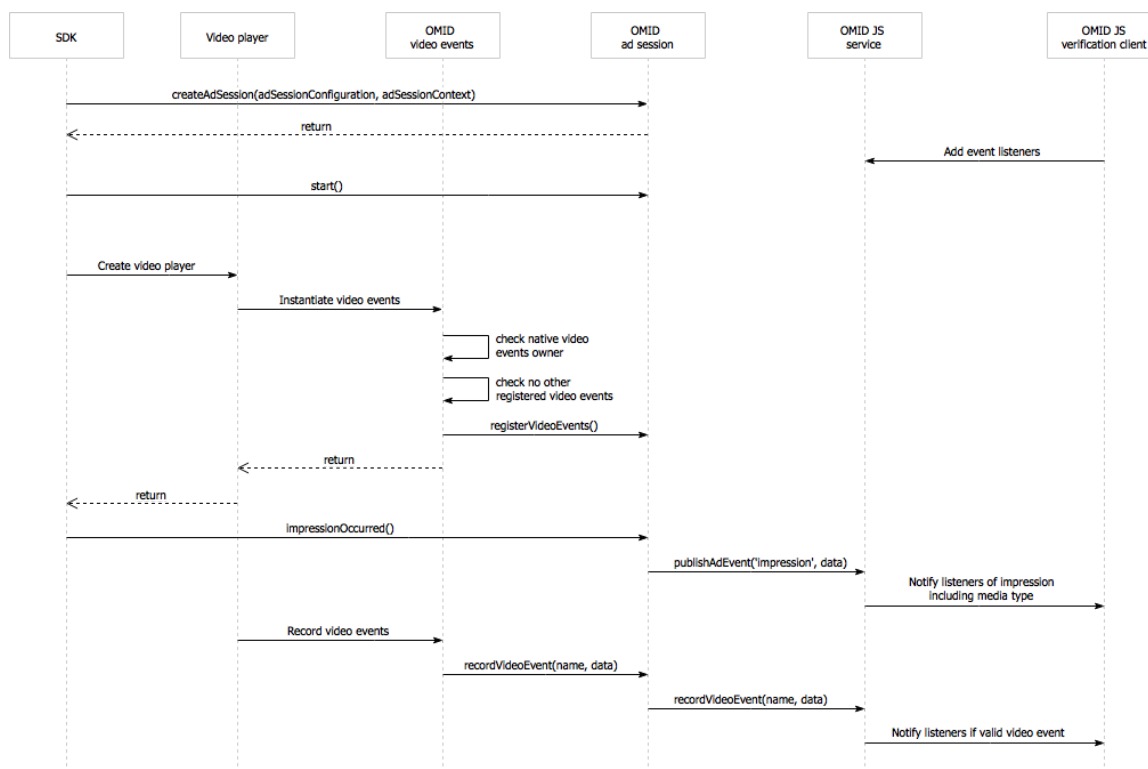 SDK
Video player
OMID
video events
OMID
ad session
OMID JS
service
OMID JS
verification client
createAdSession(adSessionConfiguration, adSessionContext)
return
Add event listeners
start()
Create video player
Instantiate video events
check native video
events owner
check no other
registered video events
registerVideoEvents()
return
return
impressionOccurred()
publishAdEvent('impression', data)
Notify listeners of impression
including media type
Record video events
recordVideoEvent(name, data)
recordVideoEvent(name, data)
Notify listeners if valid video event